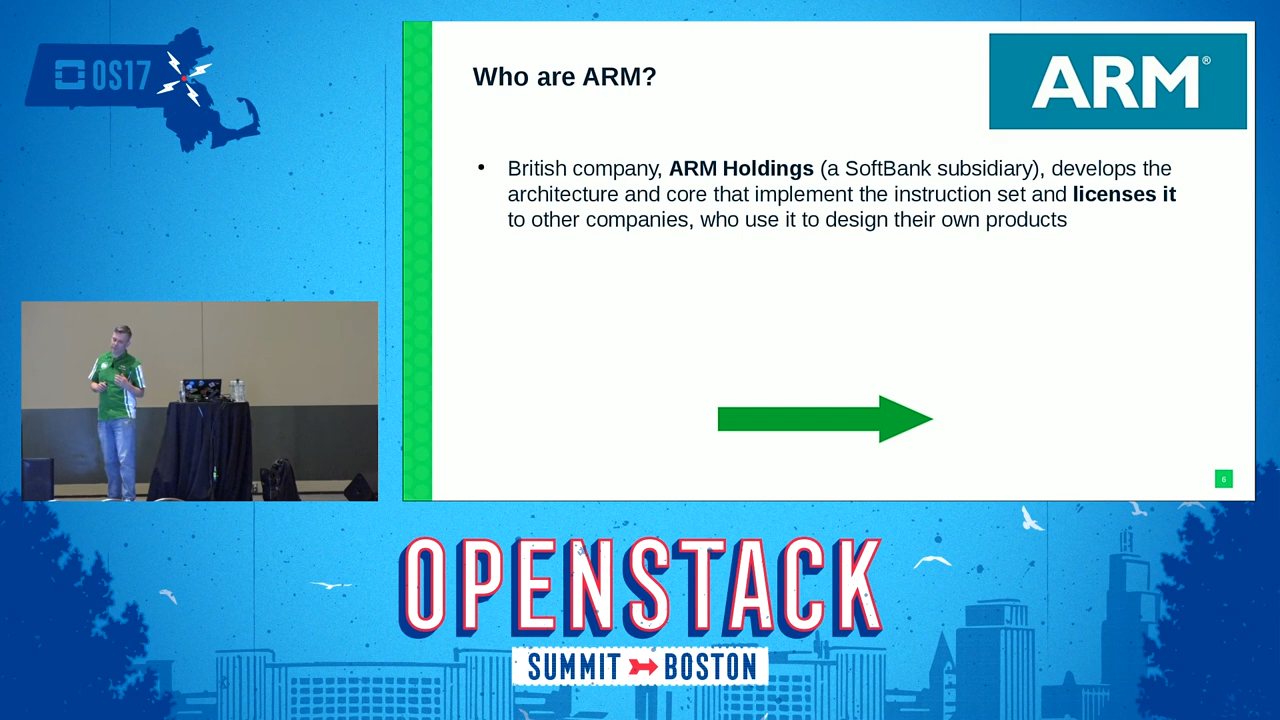 OS17
Who are ARM?
ARM®
• British company, ARM Holdings (a SoftBank subsidiary), develops the
architecture and core that implement the instruction set and licenses it
to other companies, who use it to design their own products
6
OPENSTACK
SUMMIT BOSTON